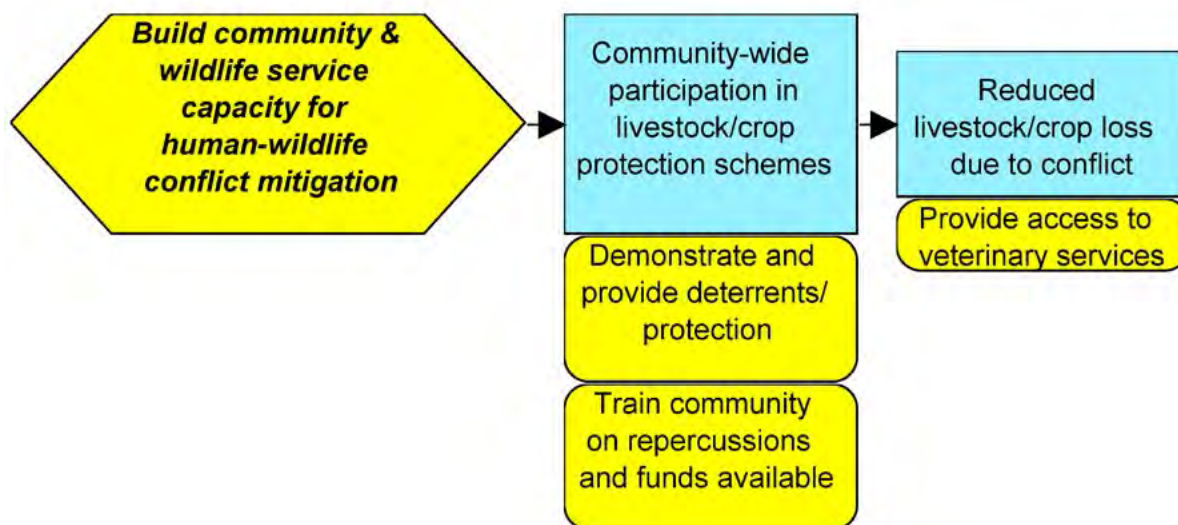 Build community &
wildlife service
capacity for
human-wildlife
conflict mitigation
Community-wide
participation in
livestock/crop
protection schemes
Demonstrate and
provide deterrents/
protection
Train community
on repercussions
and funds available
Reduced
livestock/crop loss
due to conflict
Provide access to
veterinary services